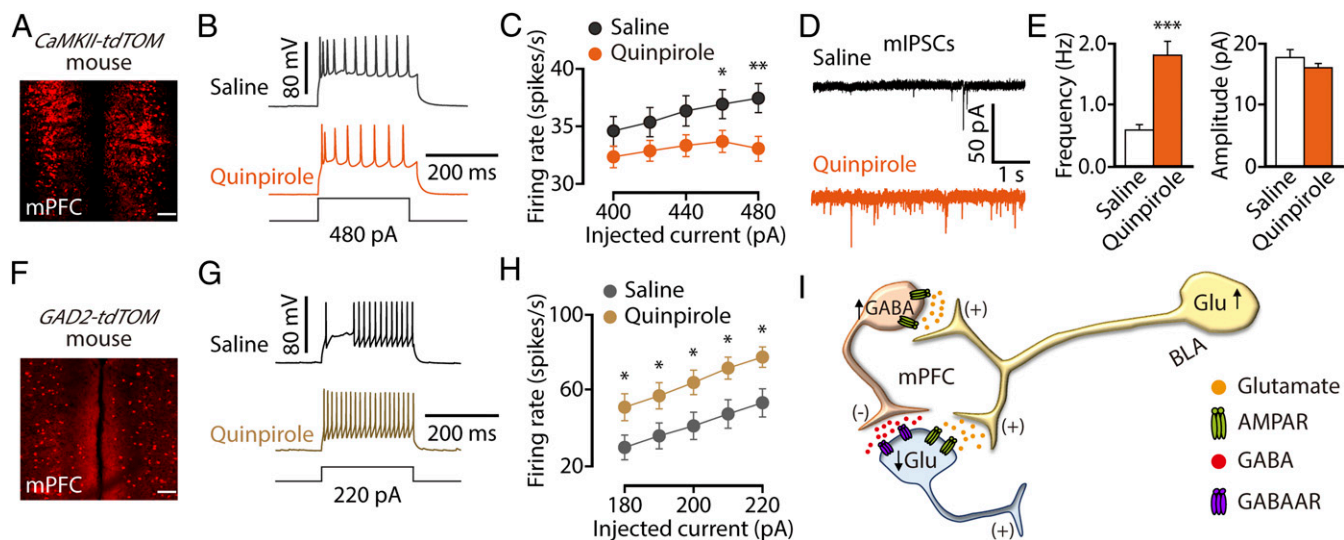 A
CaMKII-tdTOM
mouse
mPFC
B
80 mV
Saline
Quinpirole
200 ms
480 pA
C
Saline
Quinpirole
Firing rate (spikes/s)
41
37
33
30
* **
400 440 480
Injected current (pA)
D
mIPSCs
Saline
50 pA
1 s
Quinpirole
E
***
Frequency (Hz)
2.0
1.0
0.0
Saline
Quinpirole
Amplitude (pA)
20
10
0
Saline
Quinpirole
F
GAD2-tdTOM
mouse
mPFC
G
80 mV
Saline
Quinpirole
200 ms
220 pA
H
Saline
Quinpirole
Firing rate (spikes/s)
100
60
20
* * * * *
180 200 220
Injected current (pA)
I
↑GABA
(+)
Glu ↑
BLA
mPFC
(-)
(+)
↓Glu
(+)
Glutamate
AMPAR
GABA
GABAAR